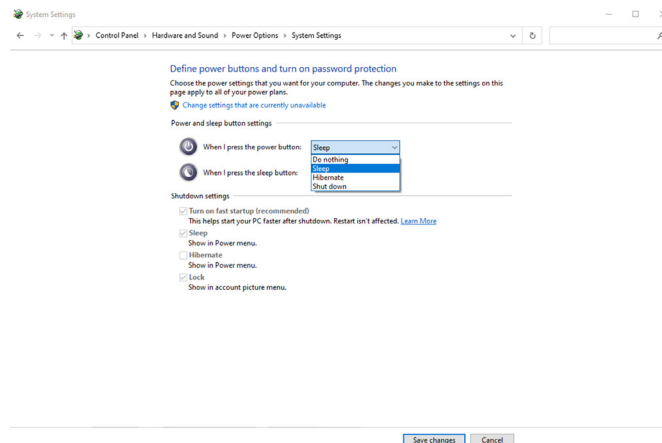 System Settings
Control Panel > Hardware and Sound > Power Options > System Settings
Define power buttons and turn on password protection
Choose the power settings that you want for your computer. The changes you make to the settings on this
page apply to all of your power plans.
Change settings that are currently unavailable
Power and sleep button settings
When I press the power button: Sleep
Do nothing
Sleep
Hibernate
Shut down
When I press the sleep button:
Shutdown settings
Turn on fast startup (recommended)
This helps start your PC faster after shutdown. Restart isn't affected. Learn More
Sleep
Show in Power menu.
Hibernate
Show in Power menu.
Lock
Show in account picture menu.
Save changes Cancel